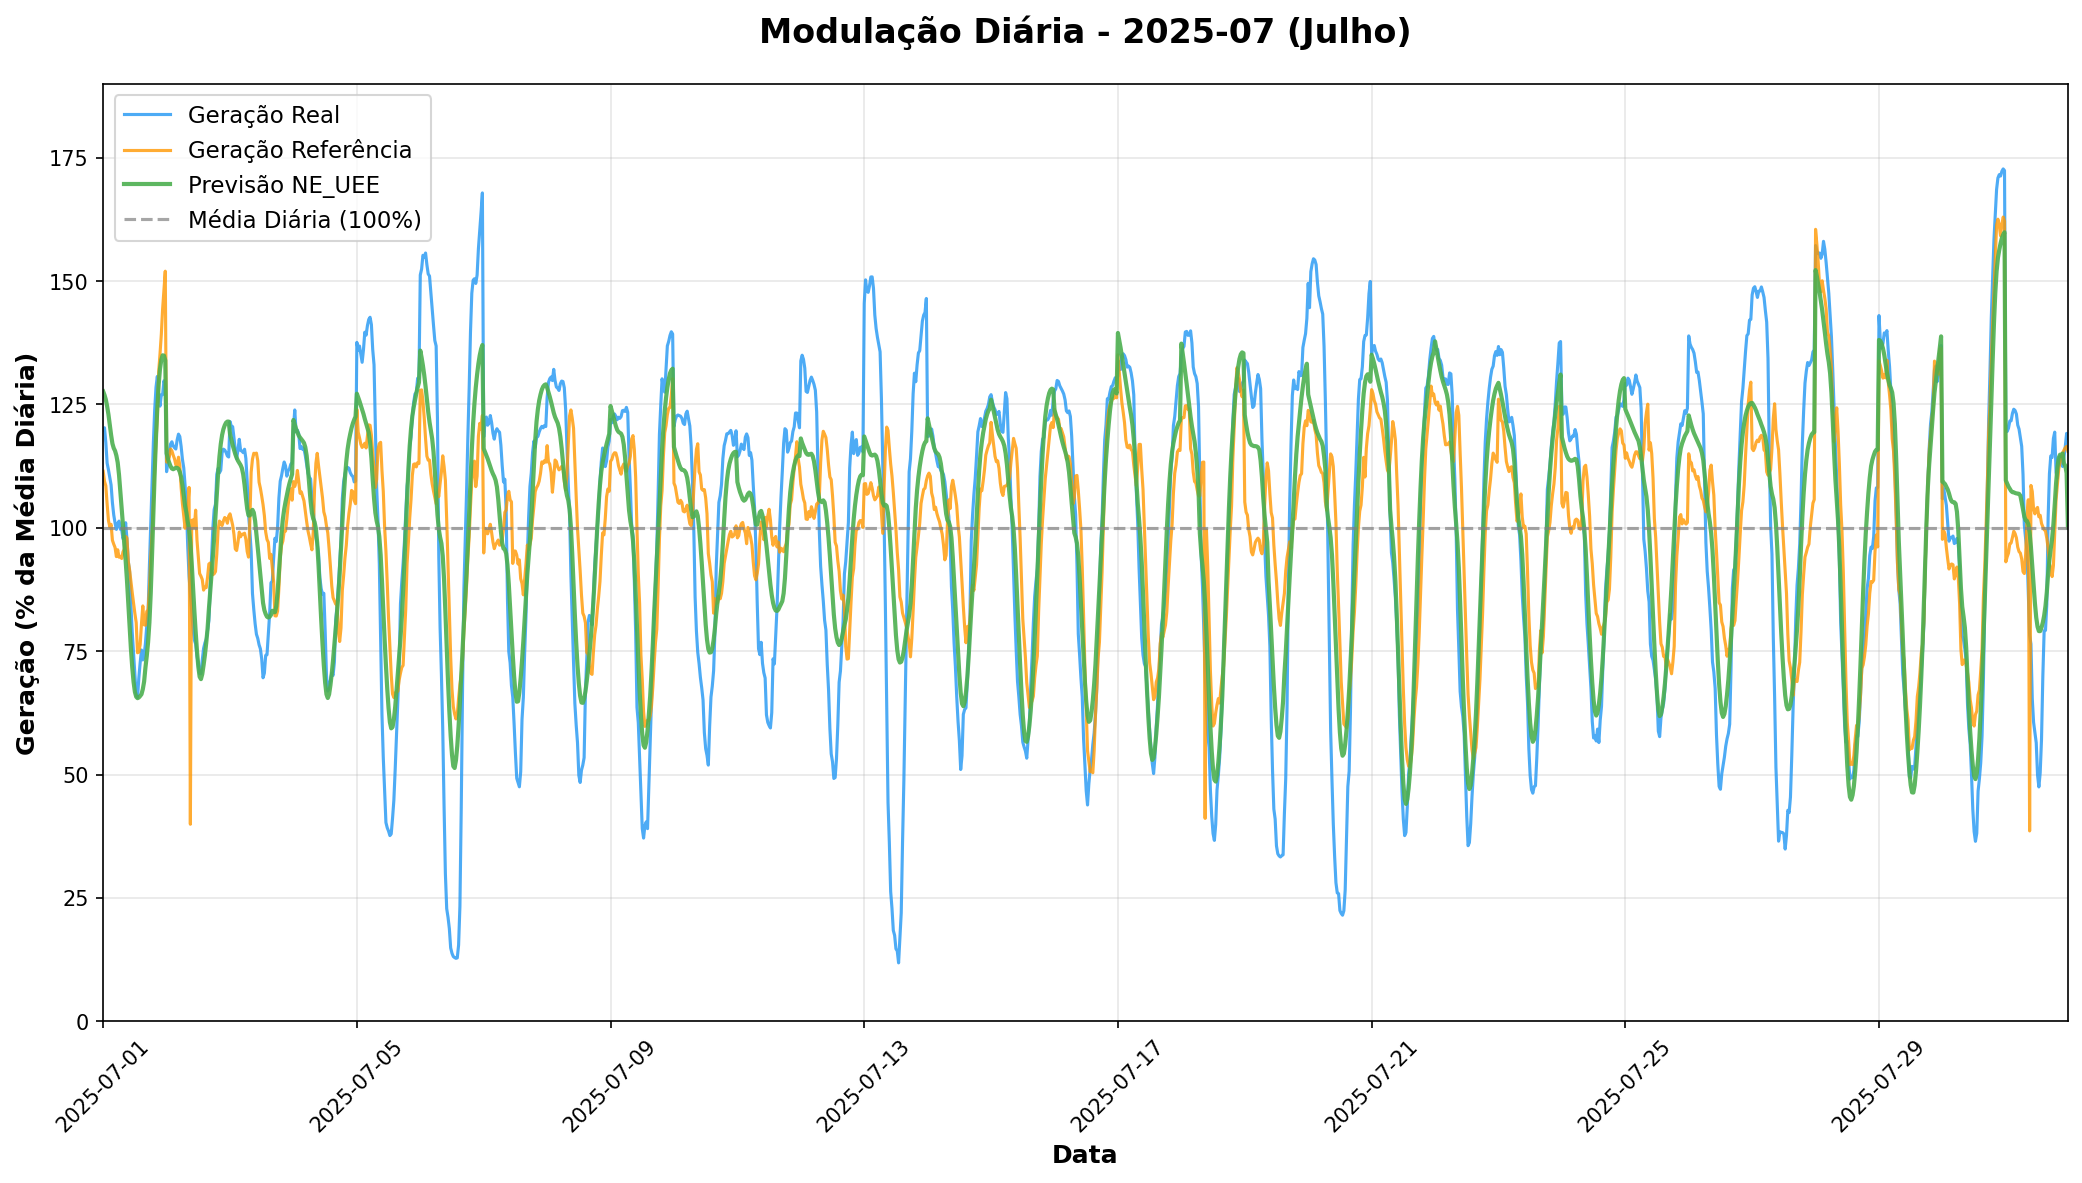 Modulação Diária - 2025-07 (Julho)
Geração Real
Geração Referência
Previsão NE_UEE
Média Diária (100%)
Geração (% da Média Diária)
175
150
125
100
75
50
25
0
2025-07-01
2025-07-05
2025-07-09
2025-07-13
2025-07-17
2025-07-21
2025-07-25
2025-07-29
Data